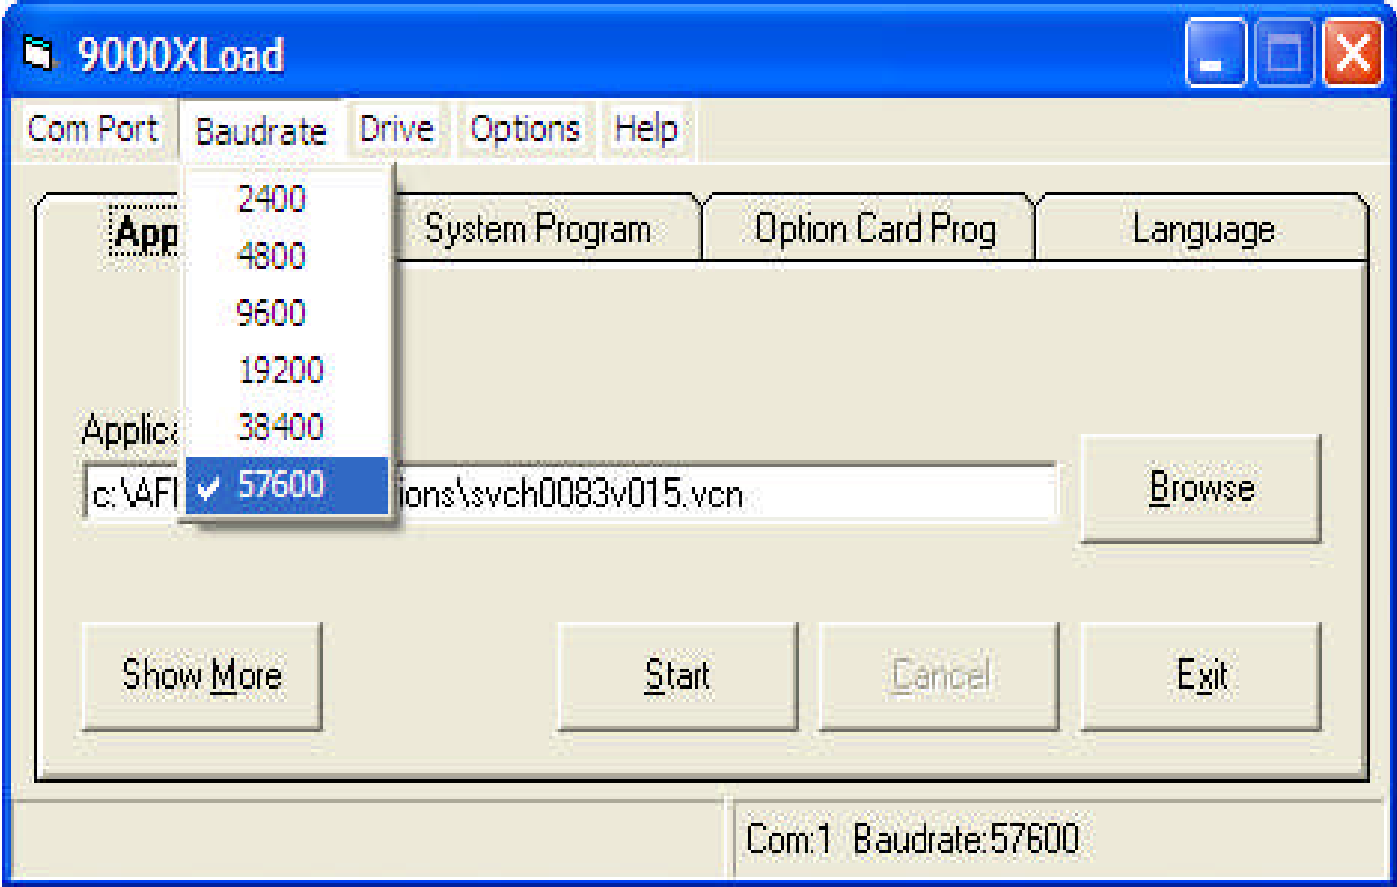 9000XLoad
Com Port Baudrate Drive Options Help
2400
4800
9600
19200
38400
57600
App System Program Option Card Prog Language
Applica
c:\AF ions\svch0083v015.vcn
Browse
Show More Start Cancel Exit
Com:1 Baudrate:57600